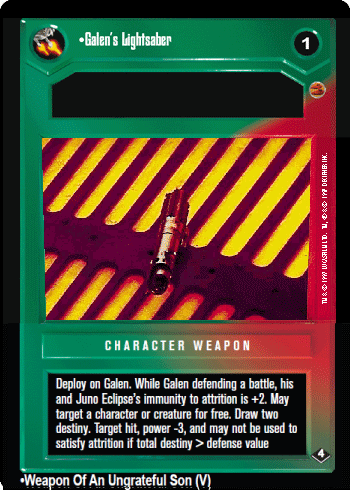 •Galen's Lightsaber
1
CHARACTER WEAPON
Deploy on Galen. While Galen defending a battle, his
and Juno Eclipse's immunity to attrition is +2. May
target a character or creature for free. Draw two
destiny. Target hit, power -3, and may not be used to
satisfy attrition if total destiny > defense value
4
•Weapon Of An Ungrateful Son (V)